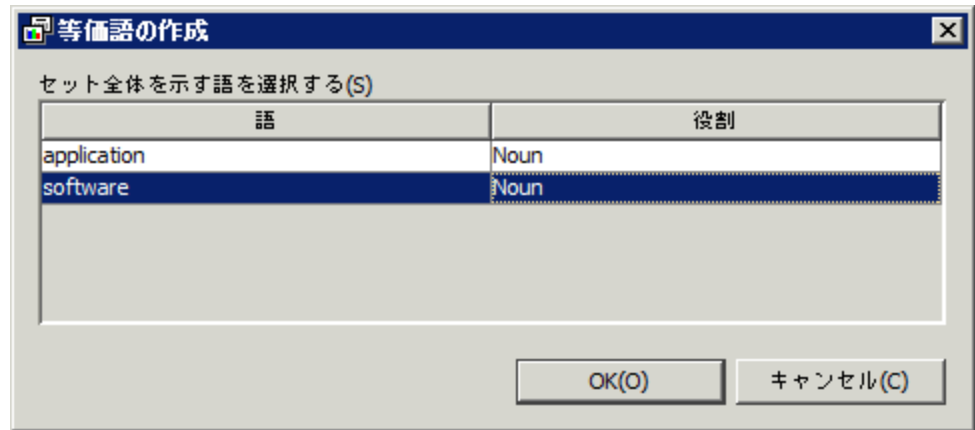 等価語の作成
セット全体を示す語を選択する(S)
語 役割
application Noun
software Noun
OK(O) キャンセル(C)